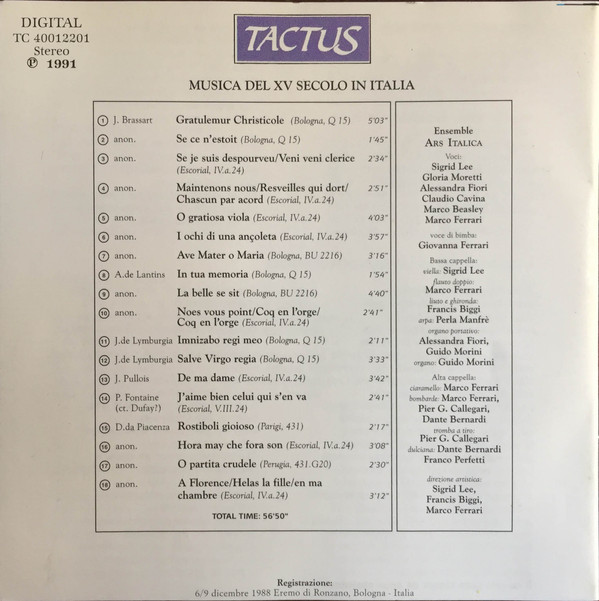 DIGITAL
TC 40012201
Stereo
℗ 1991
TACTUS
MUSICA DEL XV SECOLO IN ITALIA
1 J. Brassart Gratulemur Christicole (Bologna, Q 15) 5'03"
2 anon. Se ce n'estoit (Bologna, Q 15) 1'45"
3 anon. Se je suis despourveu/Veni veni clerice 2'34"
(Escorial, IV.a.24)
4 anon. Maintenons nous/Resveilles qui dort/ 2'51"
Chascun par acord (Escorial, IV.a.24)
5 anon. O gratiosa viola (Escorial, IV.a.24) 4'03"
6 anon. I ochi di una ançoleta (Escorial, IV.a.24) 3'57"
7 anon. Ave Mater o Maria (Bologna, BU 2216) 3'16"
8 A.de Lantins In tua memoria (Bologna, Q 15) 1'54"
9 anon. La belle se sit (Bologna, BU 2216) 4'40"
10 anon. Noes vous point/Coq en l'orge/ 2'41"
Coq en l'orge (Escorial, IV.a.24)
11 J.de Lymburgia Imnizabo regi meo (Bologna, Q 15) 2'11"
12 J.de Lymburgia Salve Virgo regia (Bologna, Q 15) 3'33"
13 J. Pullois De ma dame (Escorial, IV.a.24) 3'42"
14 P. Fontaine J'aime bien celui qui s'en va 2'41"
(ct. Dufay?) (Escorial, V.III.24)
15 D.da Piacenza Rostiboli gioioso (Parigi, 431) 2'51"
16 anon. Hora may che fora son (Escorial, IV.a.24) 3'08"
17 anon. O partita crudele (Perugia, 431.G20) 2'30"
18 anon. A Florence/Helas la fille/en ma
chambre (Escorial, IV.a.24) 3'12"
TOTAL TIME: 56'50"
Ensemble
ARS ITALICA
Voci:
Sigrid Lee
Gloria Moretti
Alessandra Fiori
Claudio Cavina
Marco Beasley
Marco Ferrari
voce di bimba:
Giovanna Ferrari
Bassa cappella:
viella: Sigrid Lee
flauto doppio:
Marco Ferrari
liuto e ghironda:
Francis Biggi
arpa: Perla Manfrè
organo portativo:
Alessandra Fiori,
Guido Morini
organo: Guido Morini
Alta cappella:
ciaramello: Marco Ferrari
bombarde: Marco Ferrari,
Pier G. Callegari,
Dante Bernardi
tromba a tiro:
Pier G. Callegari
dulciana: Dante Bernardi
Franco Perfetti
direzione artistica:
Sigrid Lee,
Francis Biggi,
Marco Ferrari
Registrazione:
6/9 dicembre 1988 Eremo di Ronzano, Bologna - Italia